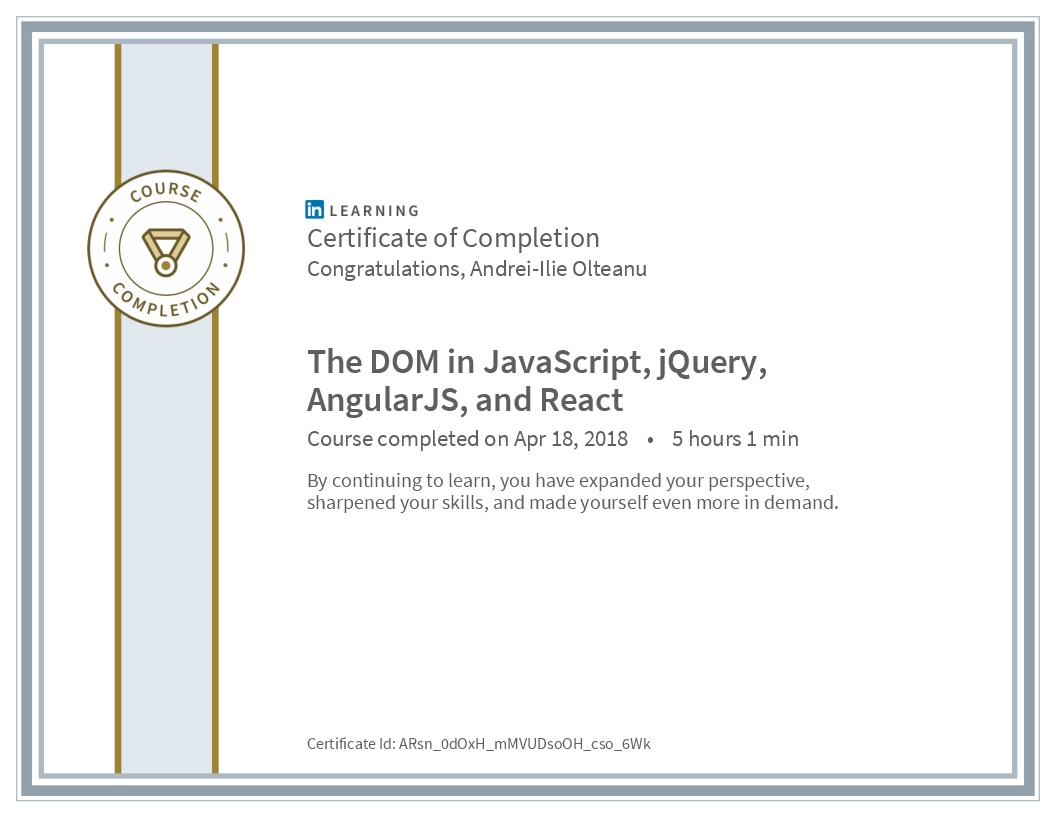 COURSE
COMPLETION
in LEARNING
Certificate of Completion
Congratulations, Andrei-Ilie Olteanu
The DOM in JavaScript, jQuery,
AngularJS, and React
Course completed on Apr 18, 2018 • 5 hours 1 min
By continuing to learn, you have expanded your perspective,
sharpened your skills, and made yourself even more in demand.
Certificate Id: ARsn_0dOxH_mMVUDsoOH_cso_6Wk